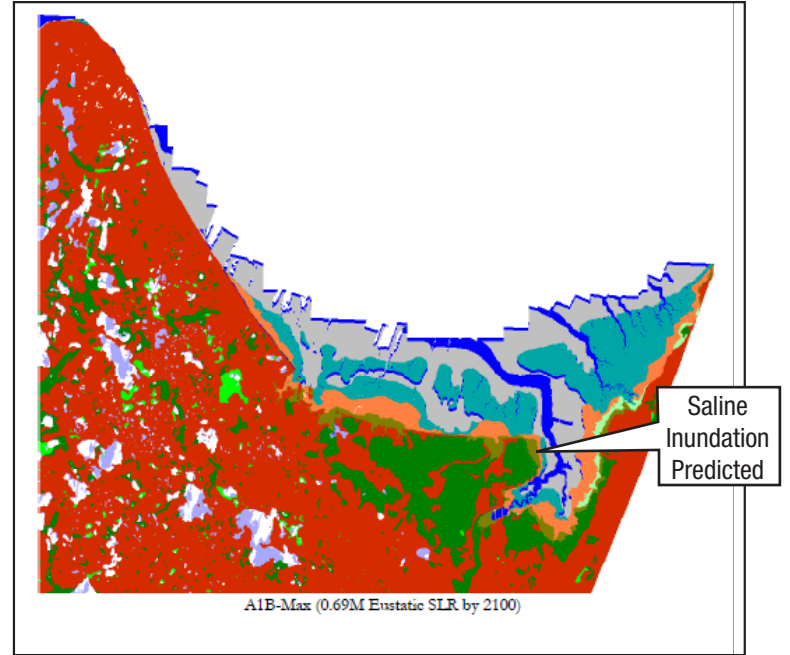 Saline
Inundation
Predicted
A1B-Max (0.69M Eustatic SLR by 2100)